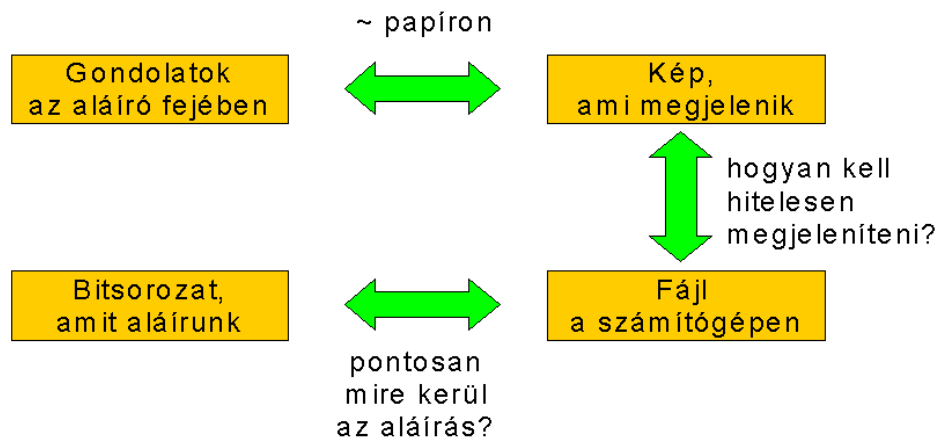 ~ papíron
Gondolatok
az aláíró fejében
Kép,
ami megjelenik
hogyan kell
hitelesen
megjeleníteni?
Bitsorozat,
amit aláírunk
Fájl
a számítógépen
pontosan
mire kerül
az aláírás?